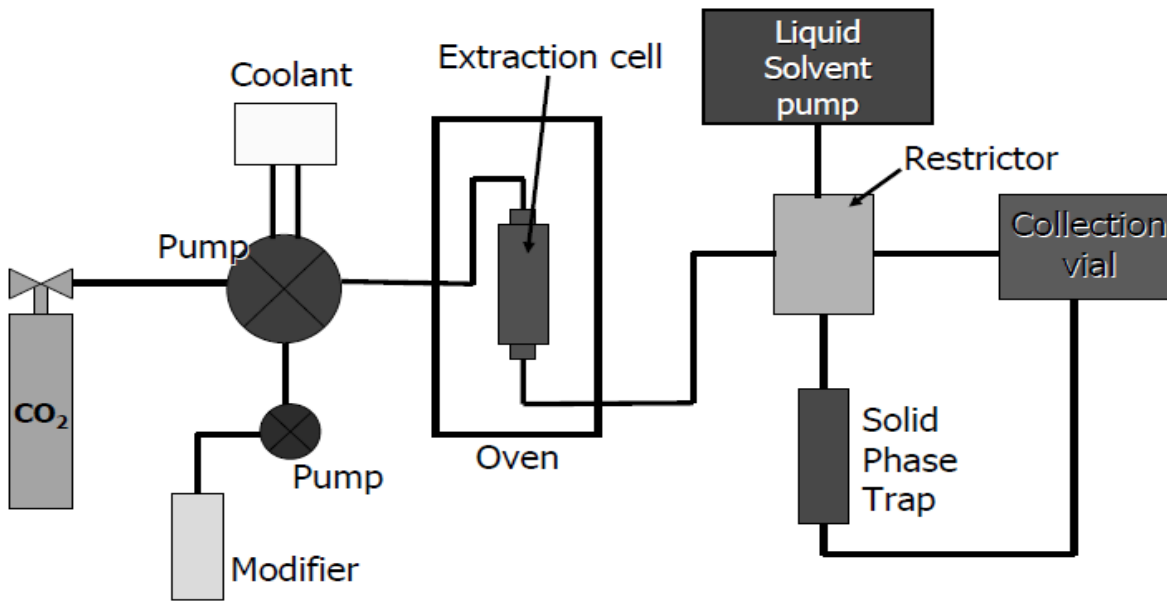 Liquid
Solvent
pump
Extraction cell
Coolant
Restrictor
Pump
Collection
vial
CO₂
Solid
Phase
Trap
Oven
Pump
Modifier